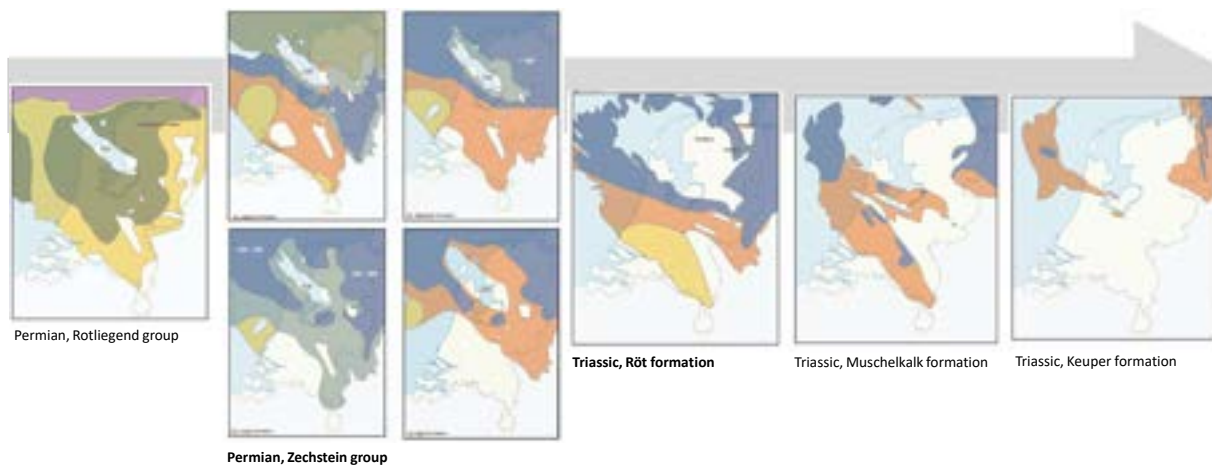 Permian, Rotliegend group
Permian, Zechstein group
Triassic, Röt formation
Triassic, Muschelkalk formation
Triassic, Keuper formation